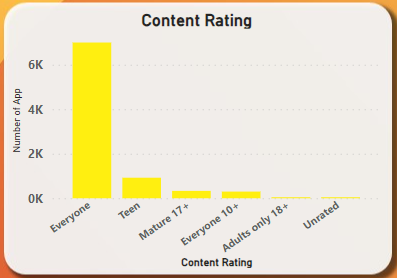 Content Rating
Number of App
6K
4K
2K
0K
Everyone
Teen
Mature 17+
Everyone 10+
Adults only 18+
Unrated
Content Rating